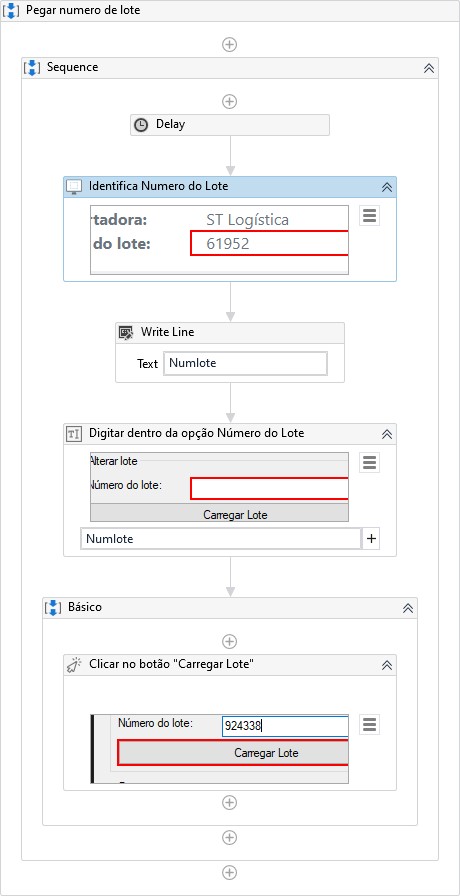 Pegar numero de lote
Sequence
Delay
Identifica Numero do Lote
rtadora: ST Logística
do lote: 61952
Write Line
Text Numlote
Digitar dentro da opção Número do Lote
Alterar lote
Número do lote:
Carregar Lote
Numlote
Básico
Clicar no botão "Carregar Lote"
Número do lote: 924338
Carregar Lote